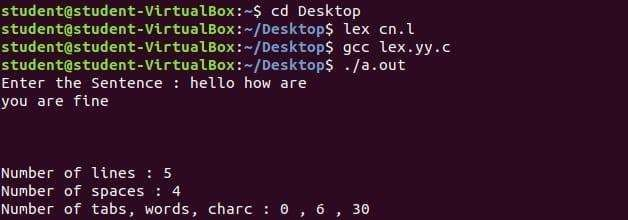 student@student-VirtualBox:~$ cd Desktop
student@student-VirtualBox:~/Desktop$ lex cn.l
student@student-VirtualBox:~/Desktop$ gcc lex.yy.c
student@student-VirtualBox:~/Desktop$ ./a.out
Enter the Sentence : hello how are
you are fine
Number of lines : 5
Number of spaces : 4
Number of tabs, words, charc : 0 , 6 , 30